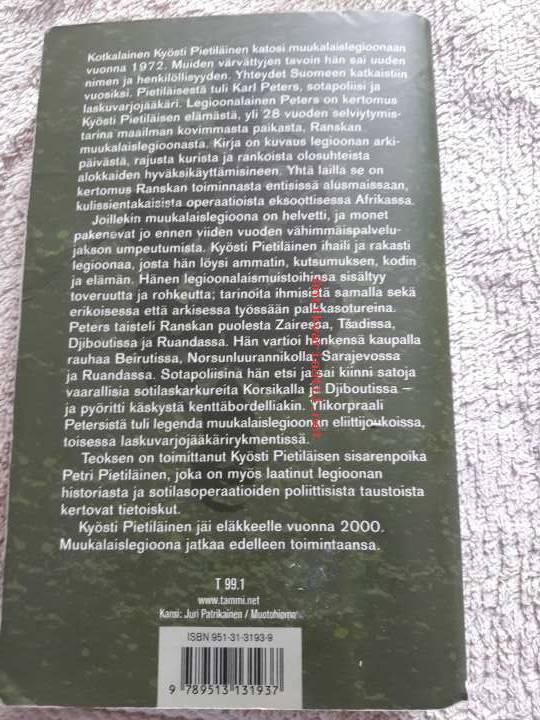 Kotkalainen Kyösti Pietiläinen katosi muukalaislegioonaan
vuonna 1972. Muiden värvättyjen tavoin hän sai uuden
nimen ja henkilöllisyyden. Yhteydet Suomeen katkaistiin
vuosiksi. Pietiläisestä tuli Karl Peters, sotapoliisi ja
laskuvarjojääkäri. Legioonalainen Peters on kertomus
Kyösti Pietiläisen elämästä, yli 28 vuoden selviytymis-
tarina maailman kovimmasta paikasta, Ranskan
muukalaislegioonasta. Kirja on kuvaus legioonan arki-
päivästä, rajusta kurista ja rankoista olosuhteista
alokkaiden hyväksikäyttämiseen. Yhtä lailla se on
kertomus Ranskan toiminnasta entisissä alusmaissaan,
kulissientakaisista operaatioista eksoottisessa Afrikassa.
Joillekin muukalaislegioona on helvetti, ja monet
pakenevat jo ennen viiden vuoden vähimmäispalvelu-
jakson umpeutumista. Kyösti Pietiläinen ihaili ja rakasti
legioonaa, josta hän löysi ammatin, kutsumuksen, kodin
ja elämän. Hänen legioonalaismuistoihinsa sisältyy
toveruutta ja rohkeutta; tarinoita ihmisistä samalla sekä
erikoisessa että arkisessa työssään palkkasotureina.
Peters taisteli Ranskan puolesta Zairessa, Tšadissa,
Djiboutissa ja Ruandassa. Hän vartioi henkensä kaupalla
rauhaa Beirutissa, Norsunluurannikolla, Sarajevossa
ja Ruandassa. Sotapoliisina hän etsi ja sai kiinni satoja
vaarallisia sotilaskarkureita Korsikalla ja Djiboutissa –
ja pyöritti käskystä kenttäbordelliakin. Ylikorpraali
Petersistä tuli legenda muukalaislegioonan eliittijoukoissa,
toisessa laskuvarjojääkärirykmentissä.
Teoksen on toimittanut Kyösti Pietiläisen sisarenpoika
Petri Pietiläinen, joka on myös laatinut legioonan
historiasta ja sotilasoperaatioiden poliittisista taustoista
kertovat tietoiskut.
Kyösti Pietiläinen jäi eläkkeelle vuonna 2000.
Muukalaislegioona jatkaa edelleen toimintaansa.
T 99.1
www.tammi.net
Kansi: Juri Patrikainen / Muotohiomo
ISBN 951-31-3193-9
9 789513 131937